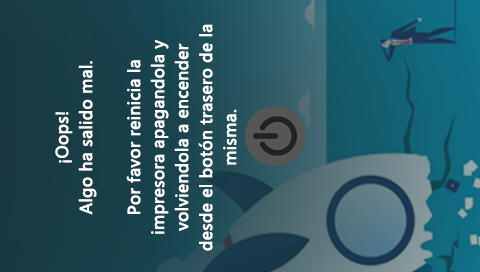 ¡Oops!
Algo ha salido mal.
Por favor reinicia la
impresora apagandola y
volviendola a encender
desde el botón trasero de la
misma.